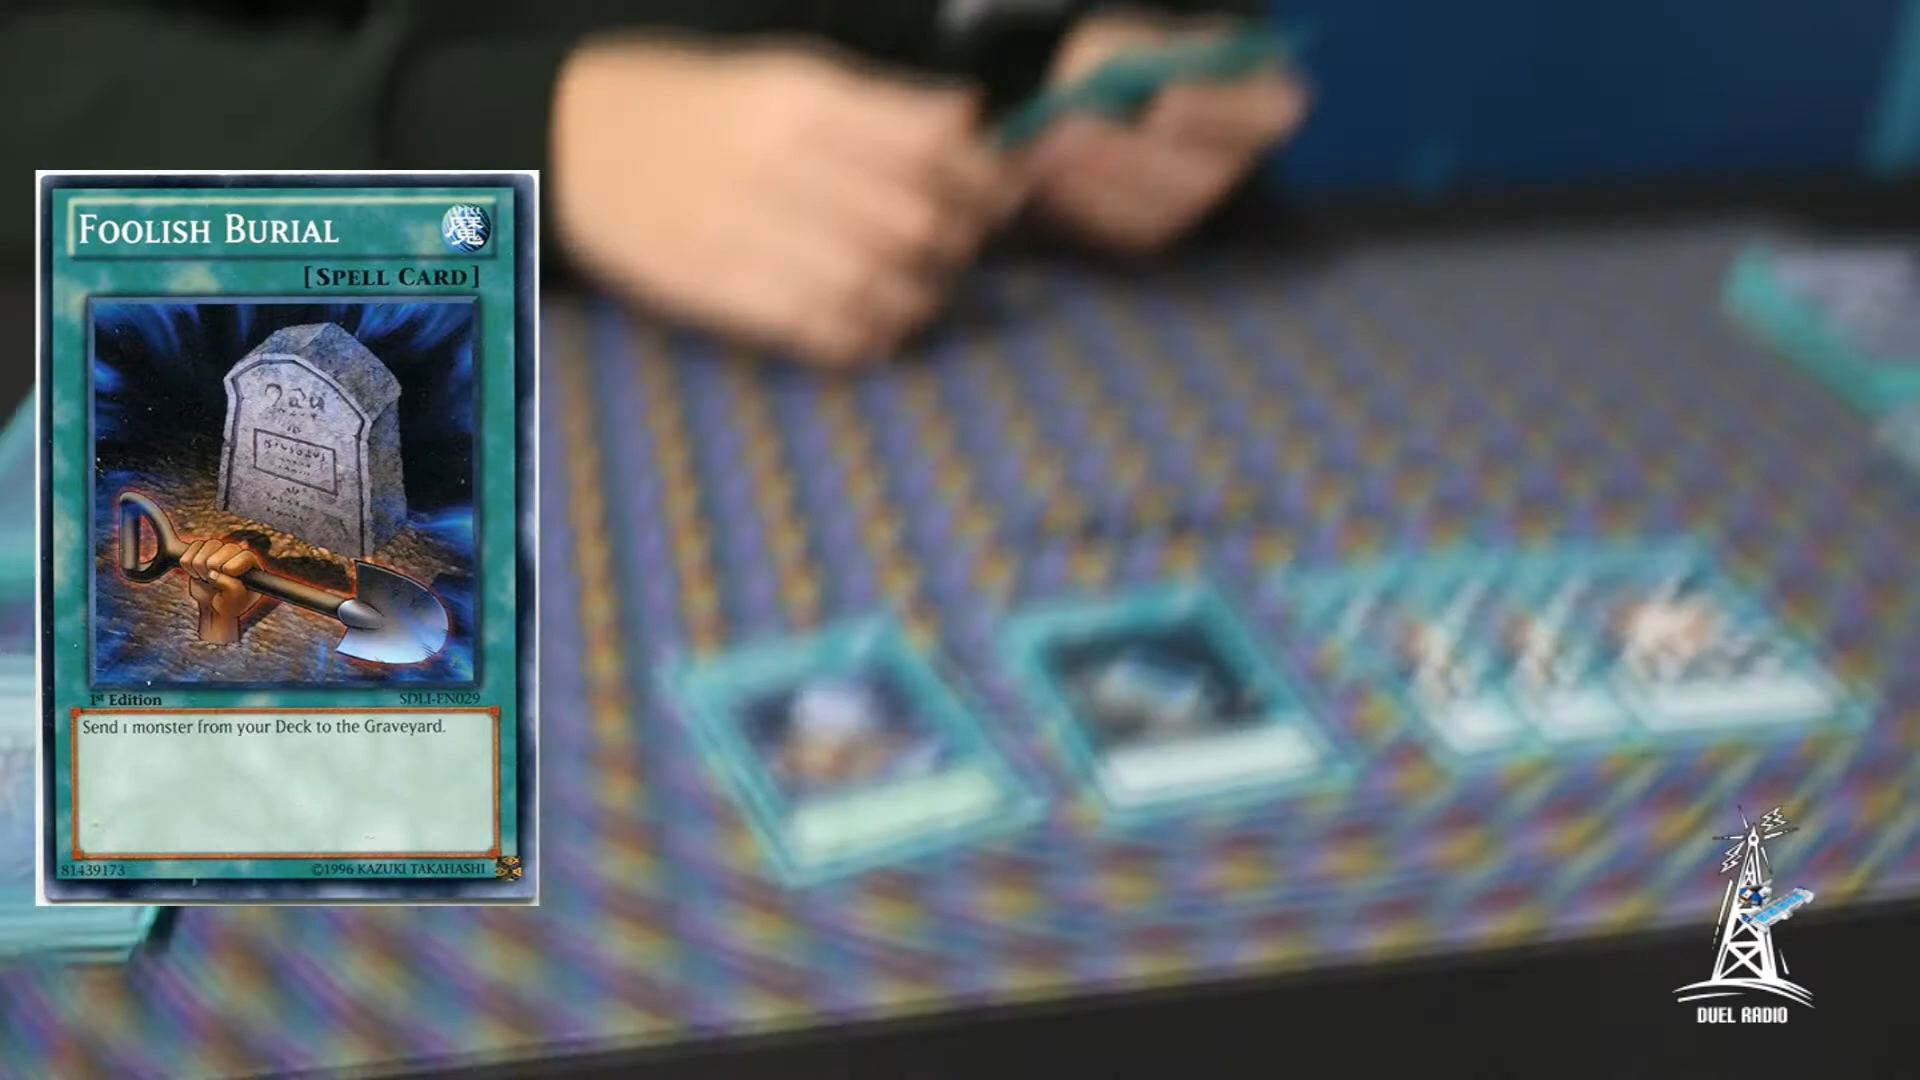 FOOLISH BURIAL
魔
[SPELL CARD]
1st Edition
SDLI-EN029
Send 1 monster from your Deck to the Graveyard.
81439173
©1996 KAZUKI TAKAHASHI
DUEL RADIO